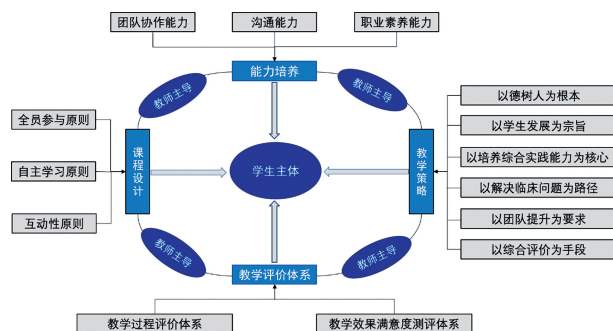 团队协作能力
沟通能力
职业素养能力
能力培养
教师主导
教师主导
全员参与原则
自主学习原则
互动性原则
课程设计
学生主体
教学策略
以德树人为根本
以学生发展为宗旨
以培养综合实践能力为核心
以解决临床问题为路径
以团队提升为要求
以综合评价为手段
教师主导
教师主导
教学评价体系
教学过程评价体系
教学效果满意度测评体系